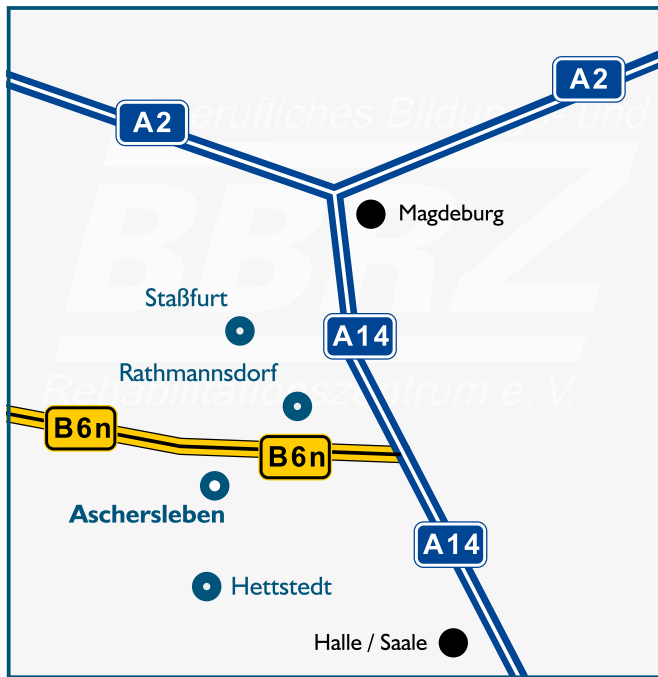 A2
A2
Berufliches Bildungs- und
BBRZ
Magdeburg
Staßfurt
A14
Rathmannsdorf
Rehabilitationszentrum e. V.
B6n
B6n
Aschersleben
A14
Hettstedt
Halle / Saale